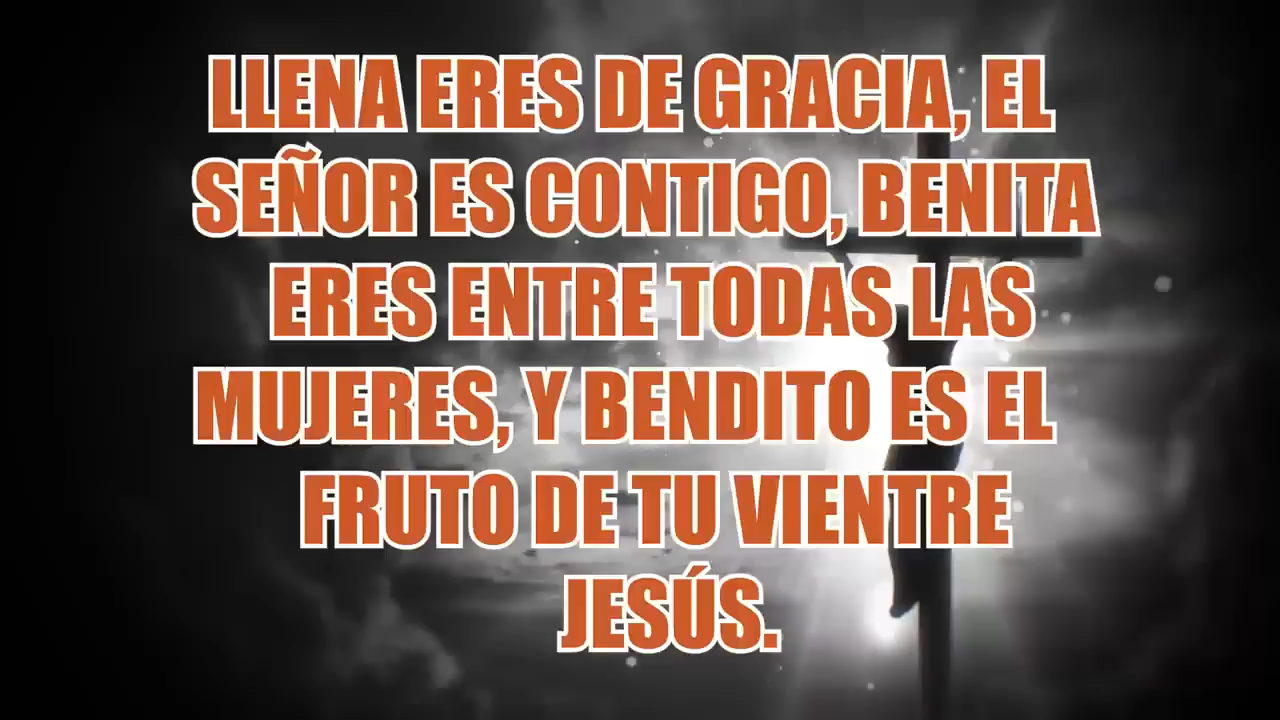 LLENA ERES DE GRACIA, EL
SEÑOR ES CONTIGO, BENITA
ERES ENTRE TODAS LAS
MUJERES, Y BENDITO ES EL
FRUTO DE TU VIENTRE
JESÚS.